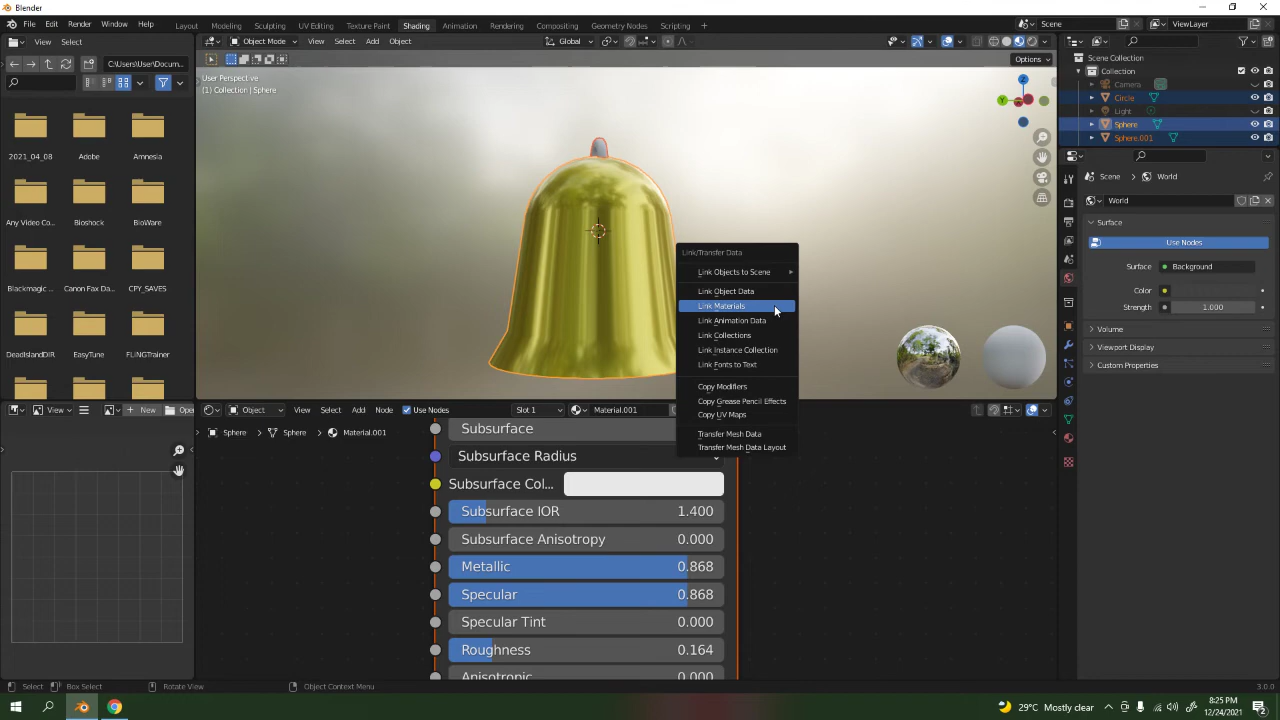 Blender
File Edit Render Window Help Layout Modeling Sculpting UV Editing Texture Paint Shading Animation Rendering Compositing Geometry Nodes Scripting + Scene ViewLayer
View Select Object Mode View Select Add Object Global
C:\Users\User\Docum... Options Scene Collection
User Perspective Collection
(1) Collection | Sphere Camera
Circle
Light
Sphere
Sphere.001
Z
Y
2021_04_08 Adobe Amnesia
Scene World
World
Any Video Co... Bioshock BioWare
Surface
Use Nodes
Surface Background
Color
Strength 1.000
Blackmagic ... Canon Fax Da... CPY_SAVES
Volume
Viewport Display
Custom Properties
DeadIslandDIR EasyTune FLiNGTrainer
Link/Transfer Data
Link Objects to Scene
Link Object Data
Link Materials
Link Animation Data
Link Collections
Link Instance Collection
Link Fonts to Text
Copy Modifiers
Copy Grease Pencil Effects
Copy UV Maps
Transfer Mesh Data
Transfer Mesh Data Layout
View New Open
Object View Select Add Node Use Nodes Slot 1 Material.001
Sphere Sphere Material.001
Subsurface
Subsurface Radius
Subsurface Col...
Subsurface IOR 1.400
Subsurface Anisotropy 0.000
Metallic 0.868
Specular 0.868
Specular Tint 0.000
Roughness 0.164
Anisotropic 0.000
Select Box Select Rotate View Object Context Menu 3.0.0
29°C Mostly clear 8:25 PM
12/24/2021